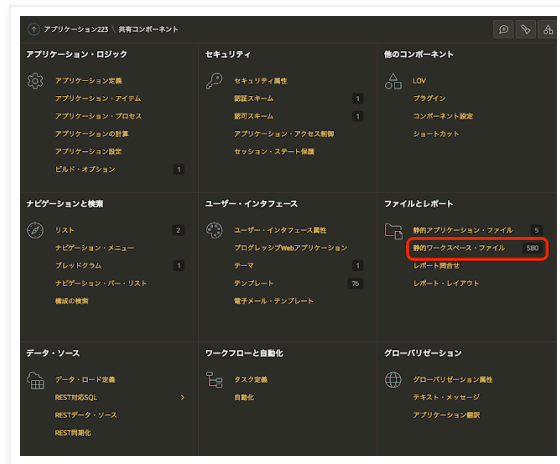 アプリケーション223 \ 共有コンポーネント
アプリケーション・ロジック
アプリケーション定義
アプリケーション・アイテム
アプリケーション・プロセス
アプリケーションの計算
アプリケーション設定
ビルド・オプション 1
セキュリティ
セキュリティ属性
認証スキーム 1
認可スキーム 1
アプリケーション・アクセス制御
セッション・ステート保護
他のコンポーネント
LOV
プラグイン
コンポーネント設定
ショートカット
ナビゲーションと検索
リスト 2
ナビゲーション・メニュー
ブレッドクラム 1
ナビゲーション・バー・リスト
構成の検索
ユーザー・インタフェース
ユーザー・インタフェース属性
プログレッシブWebアプリケーション
テーマ 1
テンプレート 76
電子メール・テンプレート
ファイルとレポート
静的アプリケーション・ファイル 5
静的ワークスペース・ファイル 580
レポート問合せ
レポート・レイアウト
データ・ソース
データ・ロード定義
REST対応SQL >
RESTデータ・ソース
REST同期化
ワークフローと自動化
タスク定義
自動化
グローバリゼーション
グローバリゼーション属性
テキスト・メッセージ
アプリケーション翻訳